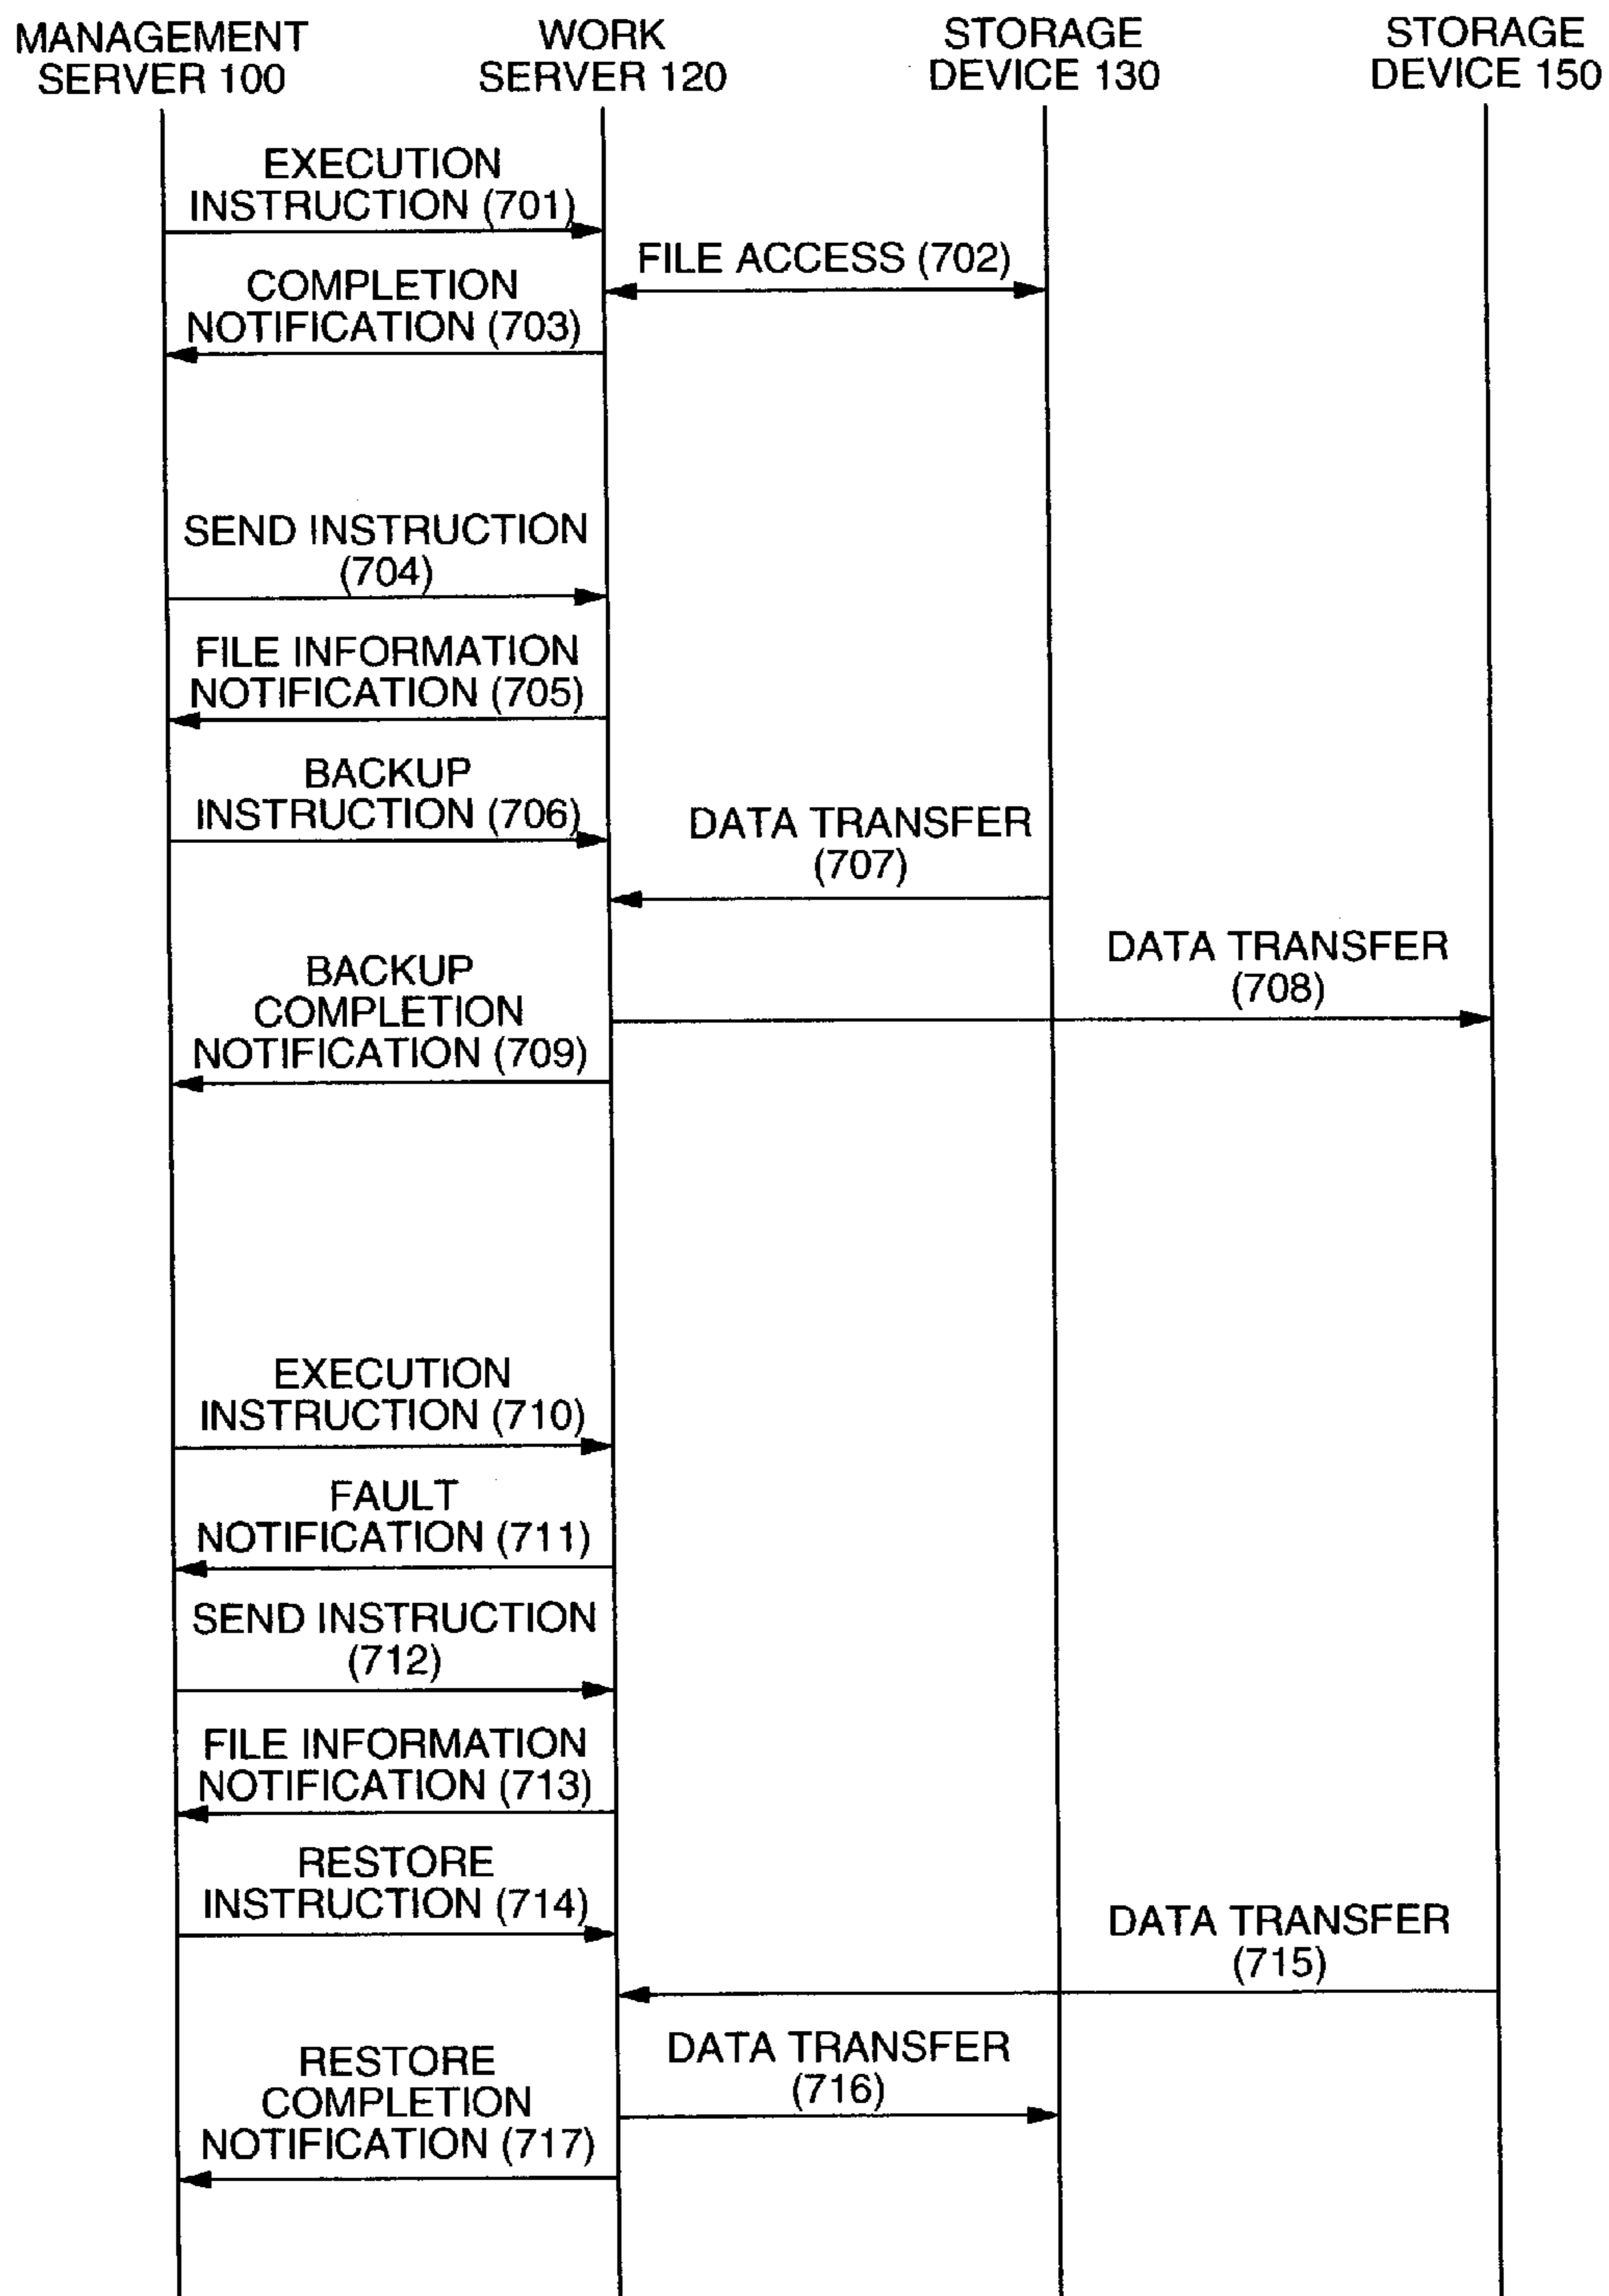 MANAGEMENT
SERVER 100
WORK
SERVER 120
STORAGE
DEVICE 130
STORAGE
DEVICE 150
EXECUTION
INSTRUCTION (701)
FILE ACCESS (702)
COMPLETION
NOTIFICATION (703)
SEND INSTRUCTION
(704)
FILE INFORMATION
NOTIFICATION (705)
BACKUP
INSTRUCTION (706)
DATA TRANSFER
(707)
DATA TRANSFER
(708)
BACKUP
COMPLETION
NOTIFICATION (709)
EXECUTION
INSTRUCTION (710)
FAULT
NOTIFICATION (711)
SEND INSTRUCTION
(712)
FILE INFORMATION
NOTIFICATION (713)
RESTORE
INSTRUCTION (714)
DATA TRANSFER
(715)
DATA TRANSFER
(716)
RESTORE
COMPLETION
NOTIFICATION (717)